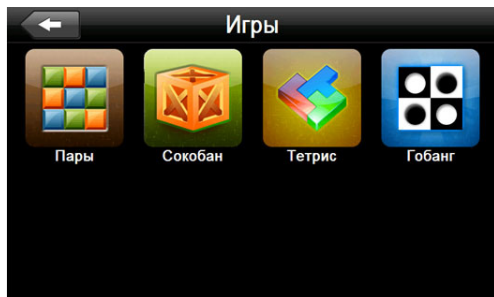 Игры
Пары
Сокобан
Тетрис
Гобанг